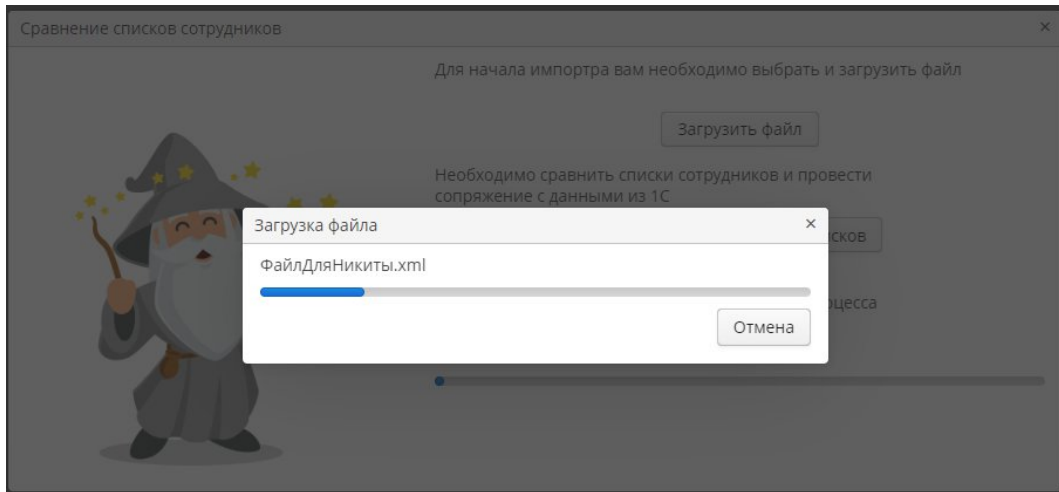 Сравнение списков сотрудников
Для начала импортра вам необходимо выбрать и загрузить файл
Загрузить файл
Необходимо сравнить списки сотрудников и провести
сопряжение с данными из 1С
Загрузка файла
ФайлДляНикиты.xml
Отмена